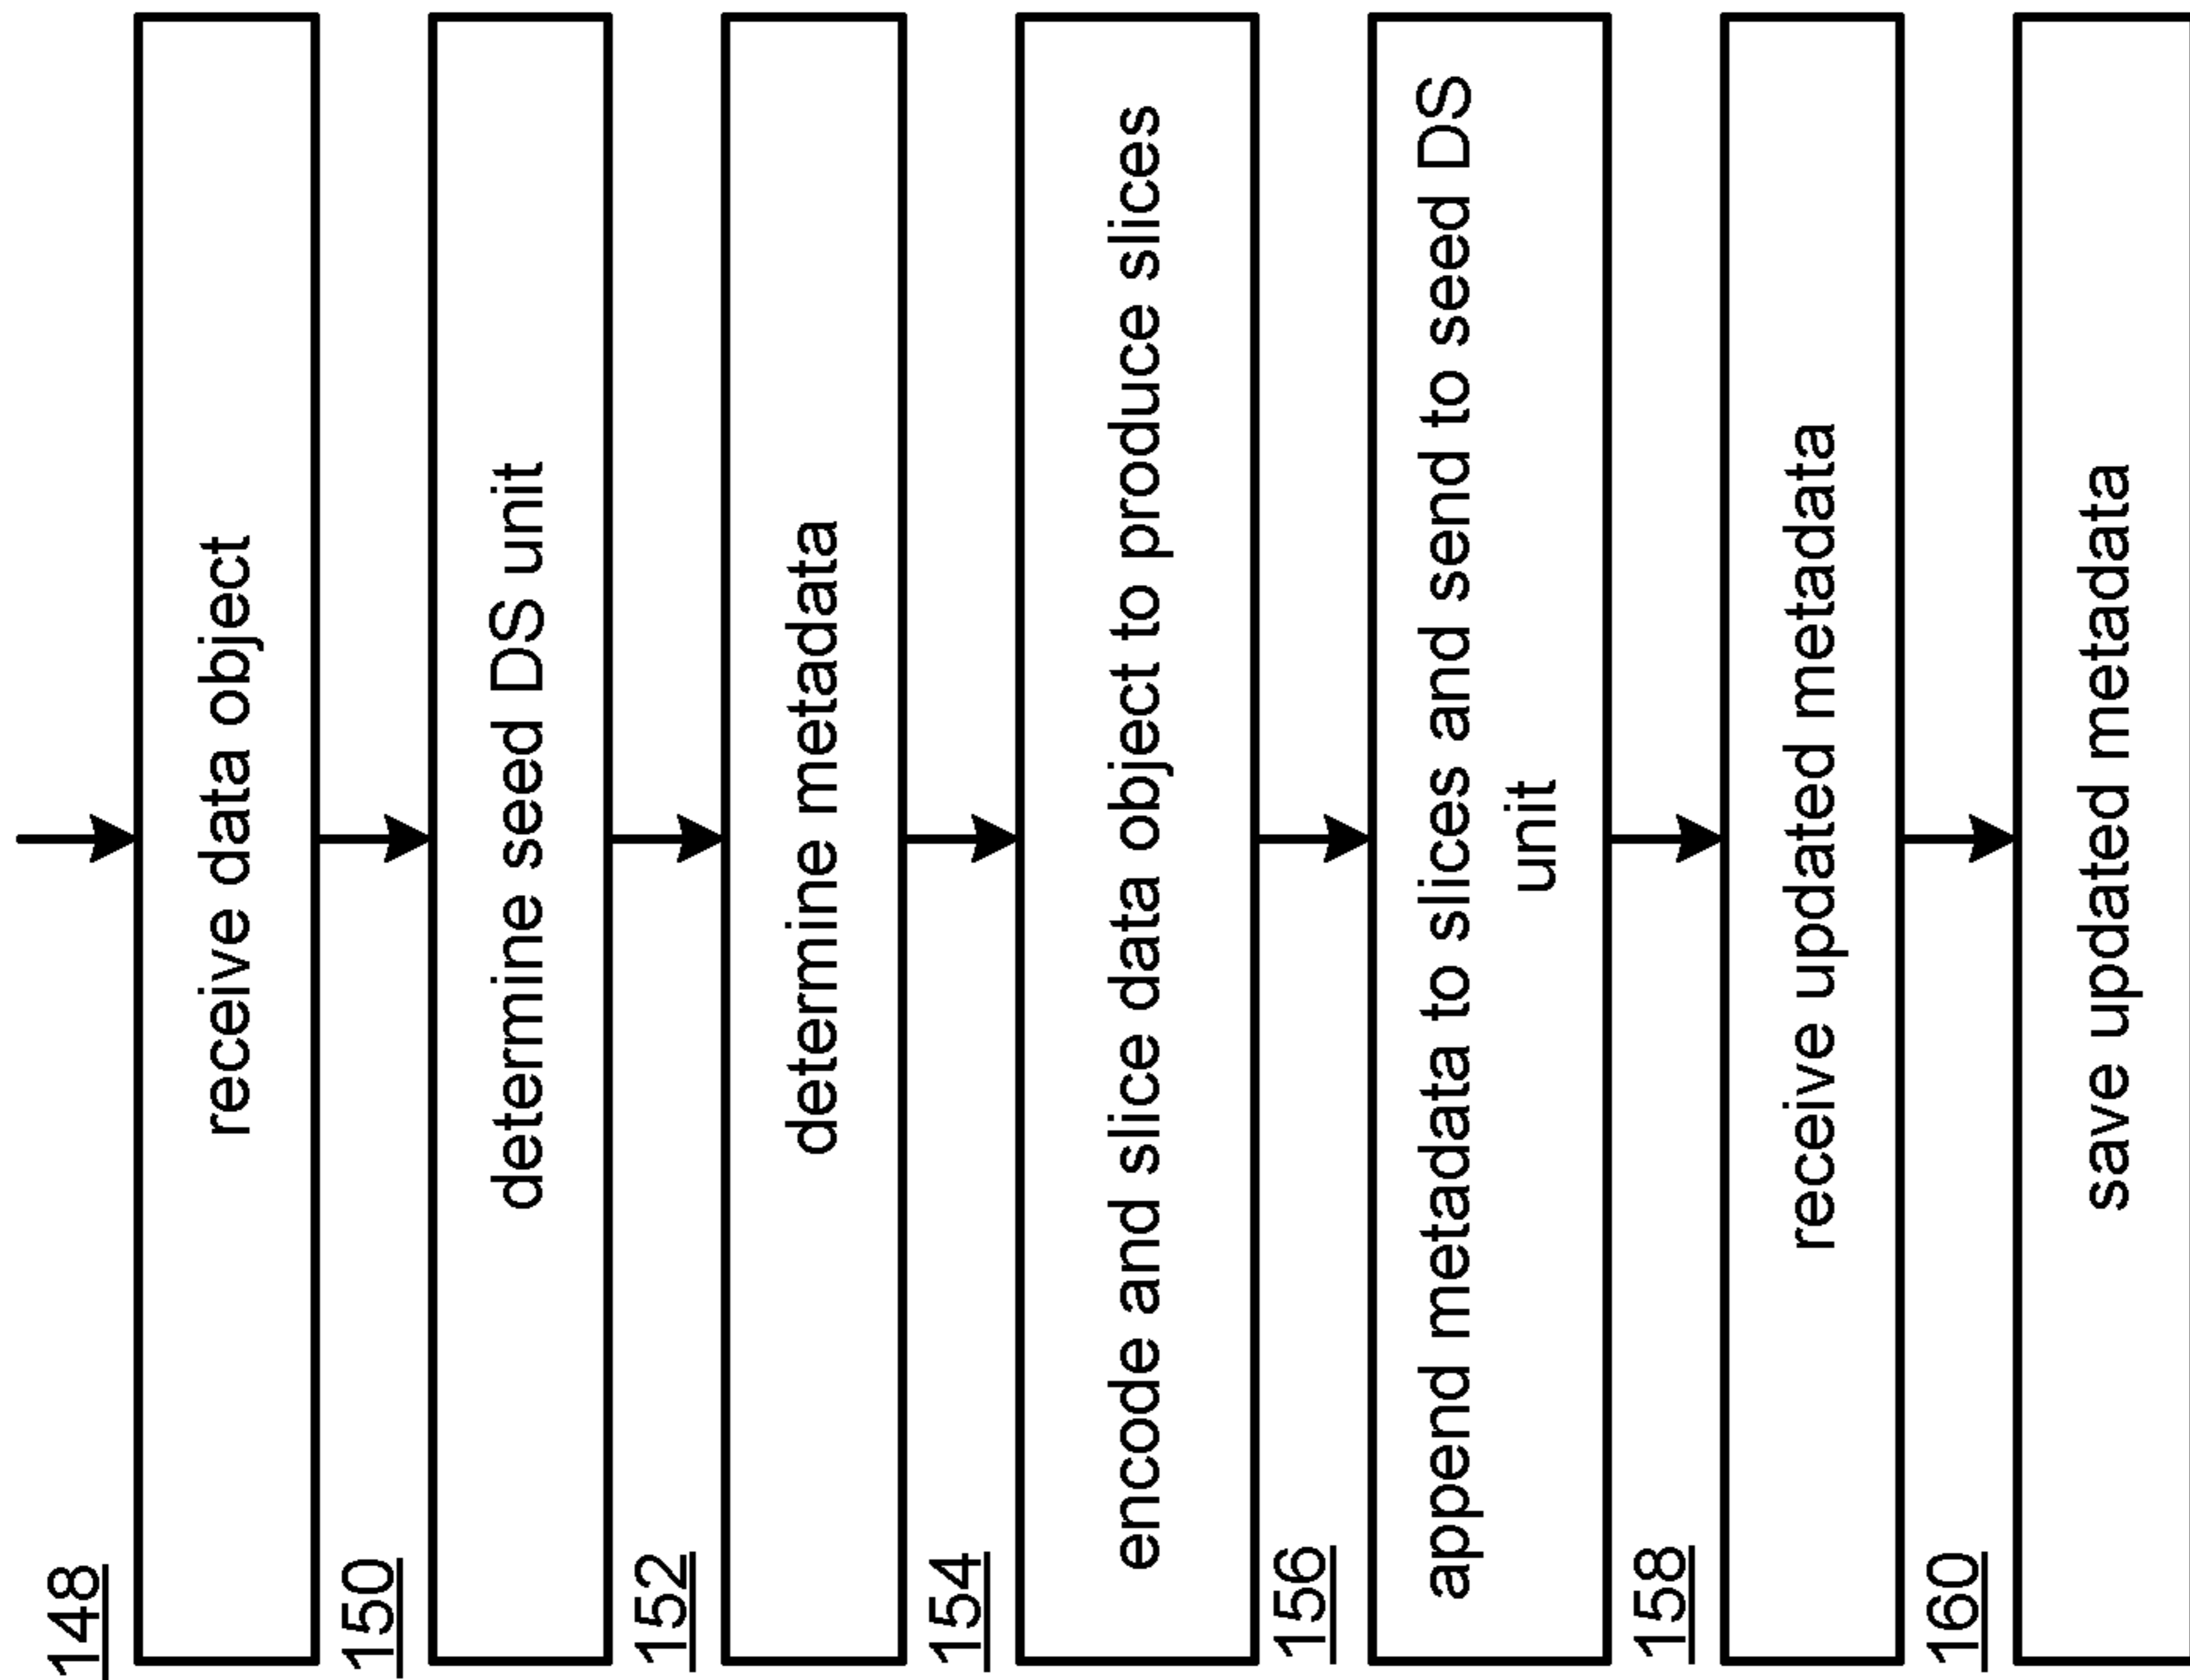 148
receive data object
150
determine seed DS unit
152
determine metadata
154
encode and slice data object to produce slices
156
append metadata to slices and send to seed DS
unit
158
receive updated metadata
160
save updated metadata